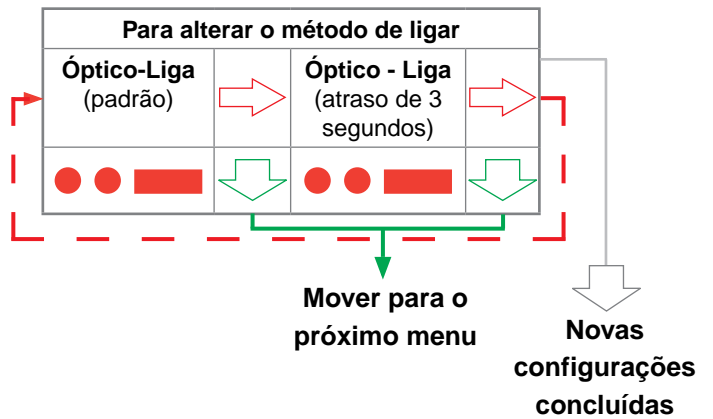 Para alterar o método de ligar
Óptico-Liga
(padrão)
Óptico - Liga
(atraso de 3
segundos)
Mover para o
próximo menu
Novas
configurações
concluídas